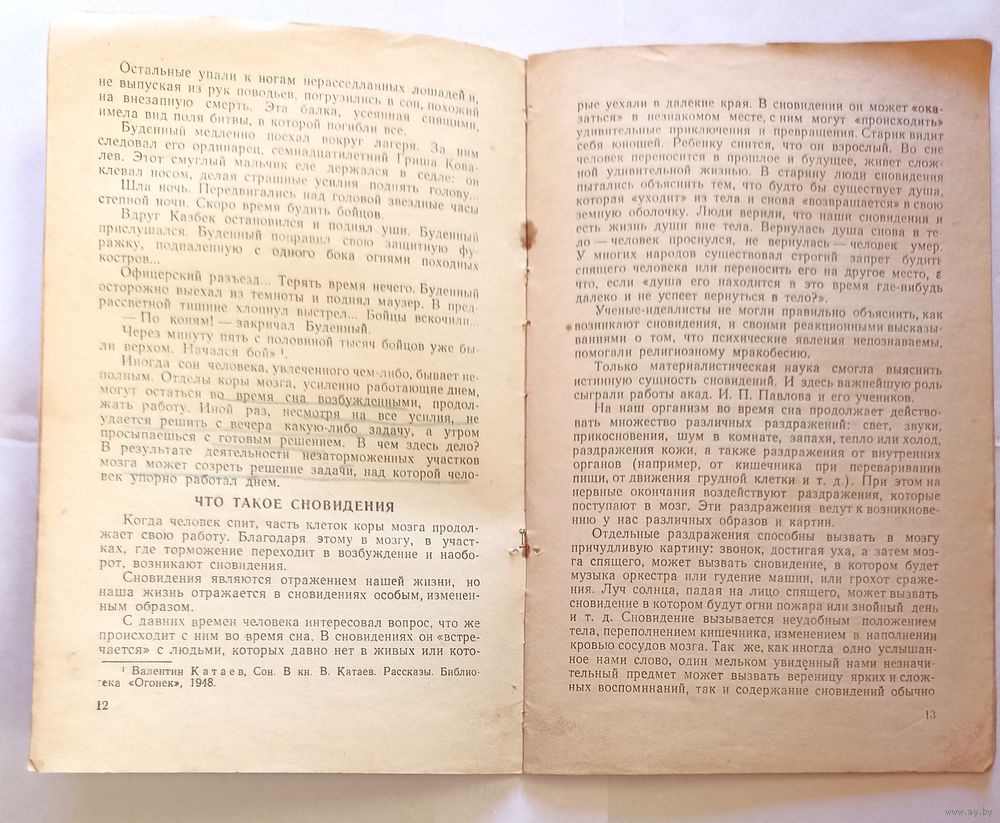 Остальные упали к ногам нерасседланных лошадей и,
не выпуская из рук поводьев, погрузились в сон, похожий
на внезапную смерть. Эта балка, усеянная спящими,
имела вид поля битвы, в которой погибли все.
Буденный медленно поехал вокруг лагеря. За ним
следовал его ординарец, семнадцатилетний Гриша Кова-
лев. Этот смуглый мальчик еле держался в седле: он
клевал носом, делая страшные усилия поднять голову...
Шла ночь. Передвигались над головой звездные часы
степной ночи. Скоро время будить бойцов.
Вдруг Казбек остановился и поднял уши. Буденный
прислушался. Буденный поправил свою защитную фу-
ражку, подпаленную с одного бока огнями походных
костров...
Офицерский разъезд... Терять время нечего. Буденный
осторожно выехал из темноты и поднял маузер. В пред-
рассветной тишине хлопнул выстрел... Бойцы вскочили...
— По коням! — закричал Буденный.
Через минуту пять с половиной тысяч бойцов уже бы-
ли верхом. Начался бой» ¹.
Иногда сон человека, увлеченного чем-либо, бывает не-
полным. Отделы коры мозга, усиленно работающие днем,
могут остаться во время сна возбужденными, продол-
жать работу. Иной раз, несмотря на все усилия, не
удается решить с вечера какую-либо задачу, а утром
просыпаешься с готовым решением. В чем здесь дело?
В результате деятельности незаторможенных участков
мозга может созреть решение задачи, над которой чело-
век упорно работал днем.
ЧТО ТАКОЕ СНОВИДЕНИЯ
Когда человек спит, часть клеток коры мозга продол-
жает свою работу. Благодаря этому в мозгу, в участ-
ках, где торможение переходит в возбуждение и наобо-
рот, возникают сновидения.
Сновидения являются отражением нашей жизни, но
наша жизнь отражается в сновидениях особым, изменен-
ным образом.
С давних времен человека интересовал вопрос, что же
происходит с ним во время сна. В сновидениях он «встре-
чается» с людьми, которых давно нет в живых или кото-
¹ Валентин Катаев, Сон. В кн. В. Катаев. Рассказы. Библио-
тека «Огонек», 1948.
12
рые уехали в далекие края. В сновидении он может «ока-
заться» в незнакомом месте, с ним могут «происходить»
удивительные приключения и превращения. Старик видит
себя юношей. Ребенку снится, что он взрослый. Во сне
человек переносится в прошлое и будущее, живет слож-
ной удивительной жизнью. В старину люди сновидения
пытались объяснить тем, что будто бы существует душа,
которая «уходит» из тела и снова «возвращается» в свою
земную оболочку. Люди верили, что наши сновидения и
есть жизнь души вне тела. Вернулась душа снова в те-
ло — человек проснулся, не вернулась — человек умер.
У многих народов существовал строгий запрет будить
спящего человека или переносить его на другое место,
что, если «душа его находится в это время где-нибудь
далеко и не успеет вернуться в тело?».
Ученые-идеалисты не могли правильно объяснить, как
возникают сновидения, и своими реакционными высказы-
ваниями о том, что психические явления непознаваемы,
помогали религиозному мракобесию.
Только материалистическая наука смогла выяснить
истинную сущность сновидений. И здесь важнейшую роль
сыграли работы акад. И. П. Павлова и его учеников.
На наш организм во время сна продолжает действо-
вать множество различных раздражений: свет, звуки,
прикосновения, шум в комнате, запахи, тепло или холод,
раздражения кожи, а также раздражения от внутренних
органов (например, от кишечника при переваривании
пищи, от движения грудной клетки и т. д.). При этом на
нервные окончания воздействуют раздражения, которые
поступают в мозг. Эти раздражения ведут к возникнове-
нию у нас различных образов и картин.
Отдельные раздражения способны вызвать в мозгу
причудливую картину: звонок, достигая уха, а затем моз-
га спящего, может вызвать сновидение, в котором будет
музыка оркестра или гудение машин, или грохот сраже-
ния. Луч солнца, падая на лицо спящего, может вызвать
сновидение в котором будут огни пожара или знойный день
и т. д. Сновидение вызывается неудобным положением
тела, переполнением кишечника, изменением в наполнении
кровью сосудов мозга. Так же, как иногда одно услышан-
ное нами слово, один мельком увиденный нами незначи-
тельный предмет может вызвать вереницу ярких и слож-
ных воспоминаний, так и содержание сновидений обычно
13
www.ay.by